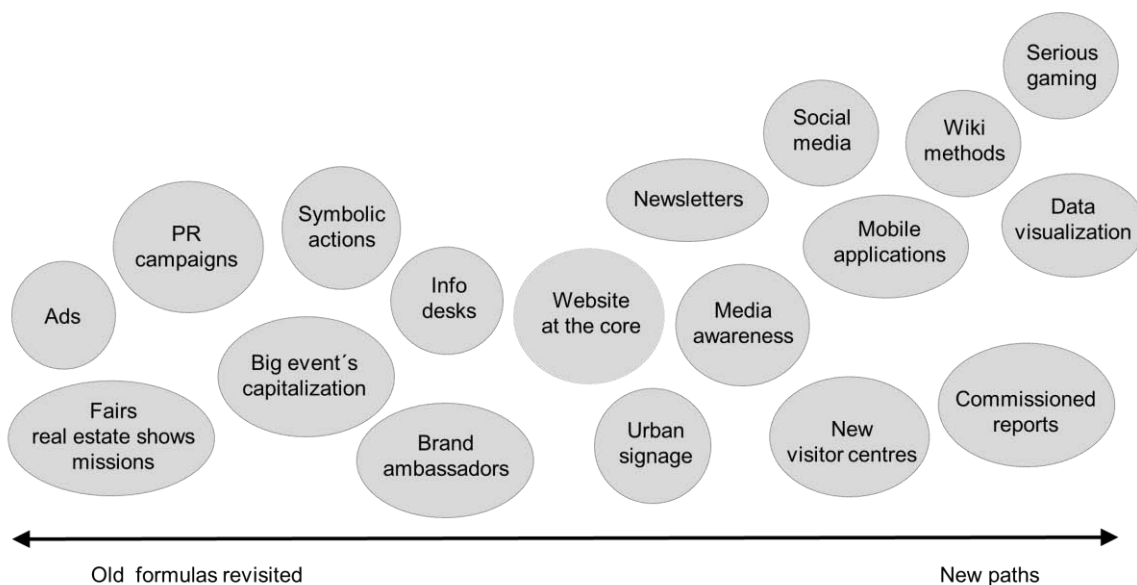 Serious
gaming
Social
media
Wiki
methods
Newsletters
Symbolic
actions
PR
campaigns
Mobile
applications
Data
visualization
Info
desks
Ads
Website
at the core
Media
awareness
Big event´s
capitalization
Fairs
real estate shows
missions
Brand
ambassadors
Urban
signage
New
visitor centres
Commissioned
reports
Old formulas revisited
New paths